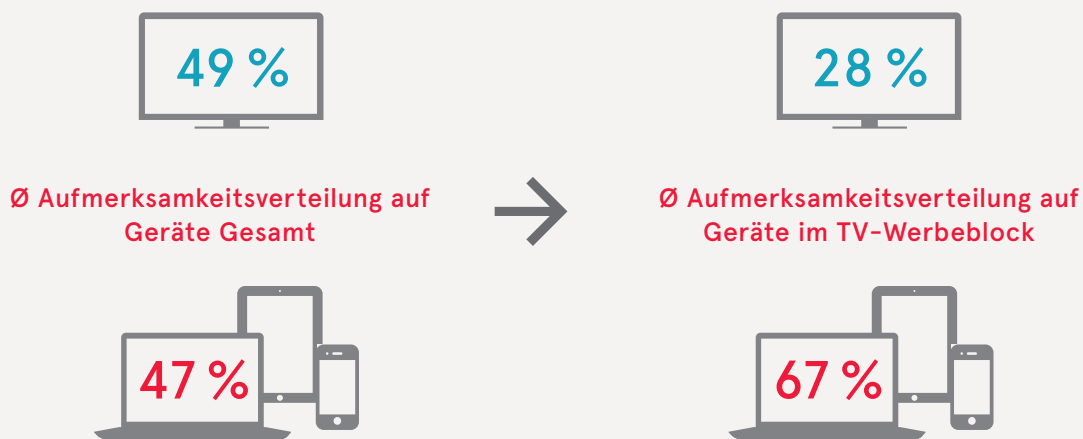 49 %
28 %
Ø Aufmerksamkeitsverteilung auf
Geräte Gesamt
Ø Aufmerksamkeitsverteilung auf
Geräte im TV-Werbeblock
47 %
67 %